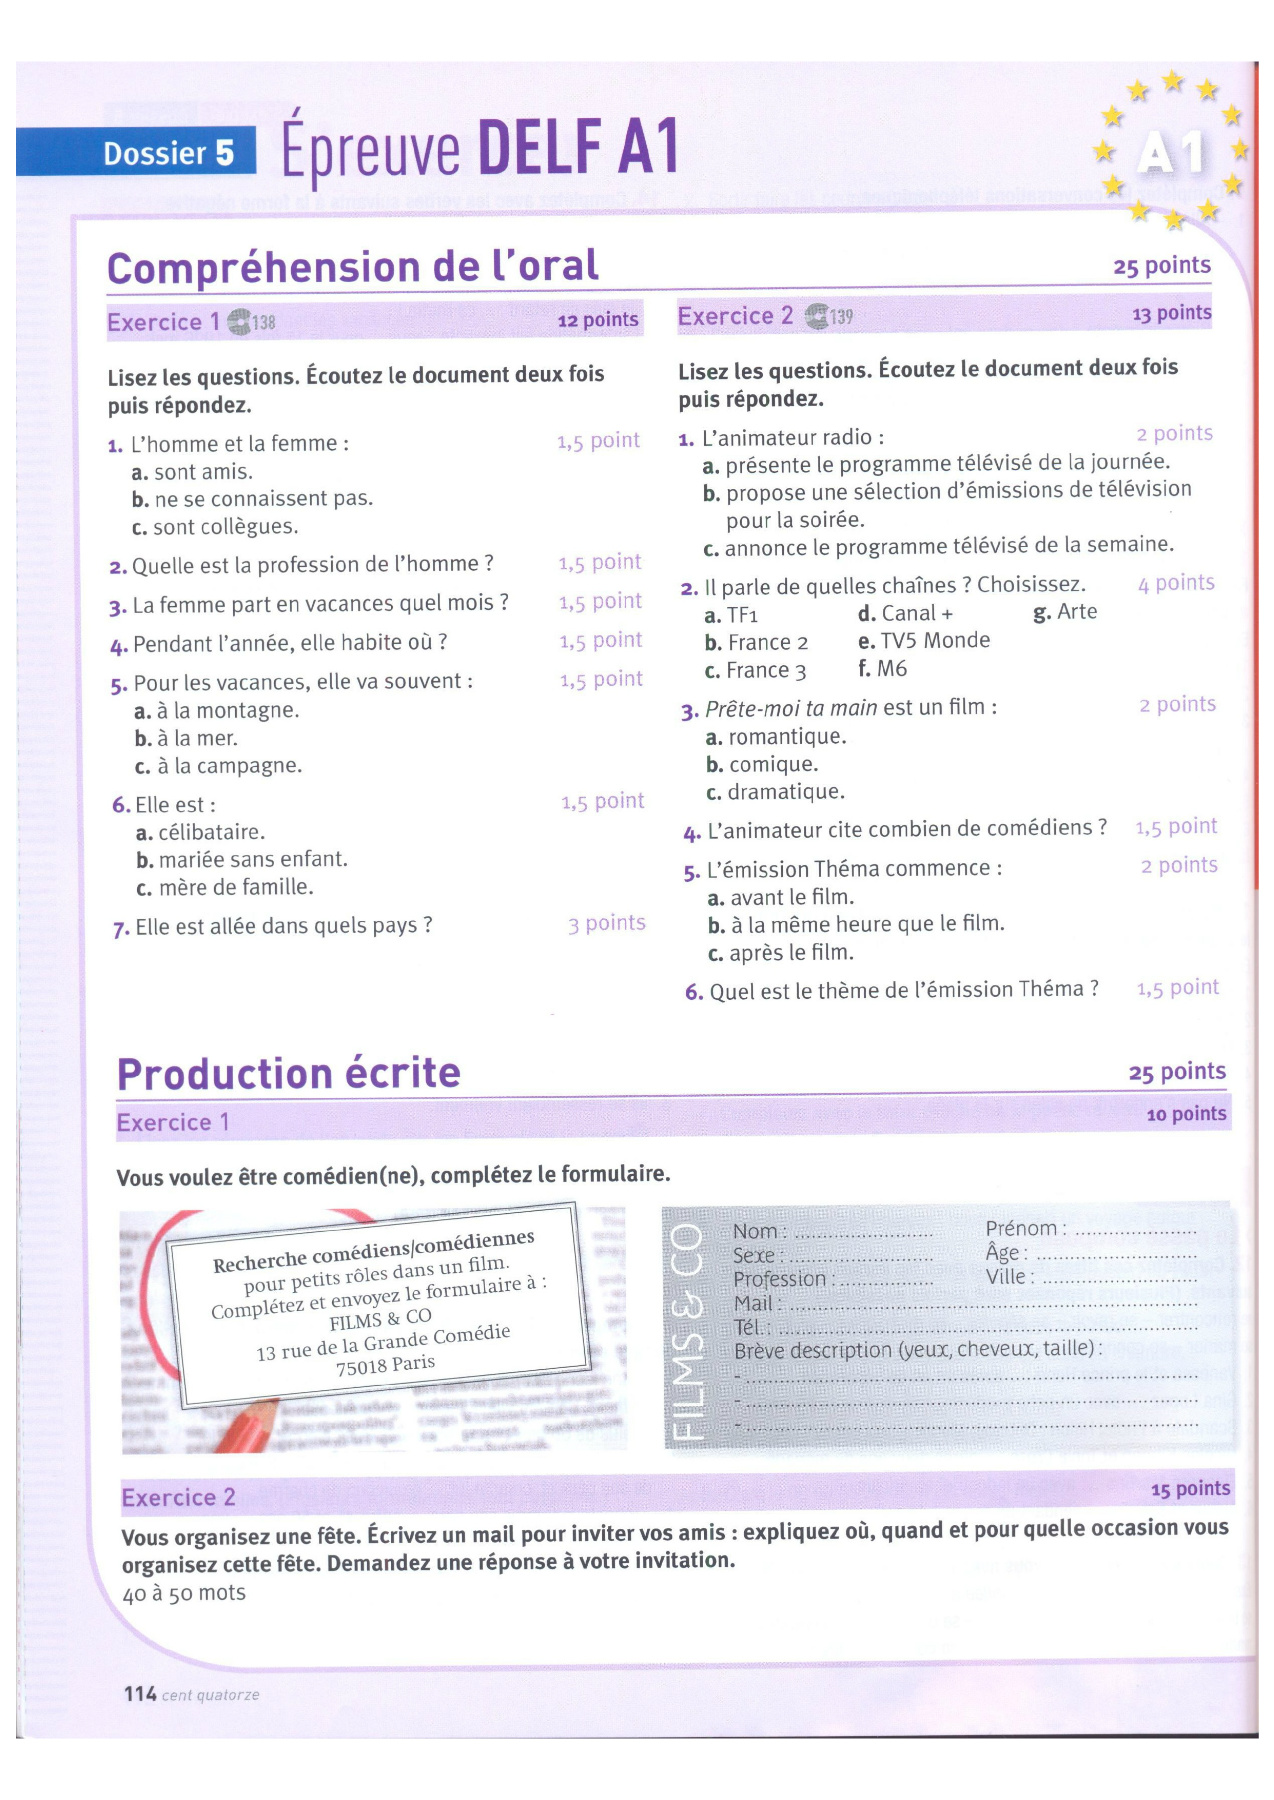 Dossier 5 Épreuve DELF A1
A1
Compréhension de l'oral 25 points
Exercice 1 138 12 points
Lisez les questions. Écoutez le document deux fois
puis répondez.
1. L'homme et la femme : 1,5 point
a. sont amis.
b. ne se connaissent pas.
c. sont collègues.
2. Quelle est la profession de l'homme ? 1,5 point
3. La femme part en vacances quel mois ? 1,5 point
4. Pendant l'année, elle habite où ? 1,5 point
5. Pour les vacances, elle va souvent : 1,5 point
a. à la montagne.
b. à la mer.
c. à la campagne.
6. Elle est : 1,5 point
a. célibataire.
b. mariée sans enfant.
c. mère de famille.
7. Elle est allée dans quels pays ? 3 points
Exercice 2 139 13 points
Lisez les questions. Écoutez le document deux fois
puis répondez.
1. L'animateur radio : 2 points
a. présente le programme télévisé de la journée.
b. propose une sélection d'émissions de télévision
pour la soirée.
c. annonce le programme télévisé de la semaine.
2. Il parle de quelles chaînes ? Choisissez. 4 points
a. TF1 d. Canal + g. Arte
b. France 2 e. TV5 Monde
c. France 3 f. M6
3. Prête-moi ta main est un film : 2 points
a. romantique.
b. comique.
c. dramatique.
4. L'animateur cite combien de comédiens ? 1,5 point
5. L'émission Théma commence : 2 points
a. avant le film.
b. à la même heure que le film.
c. après le film.
6. Quel est le thème de l'émission Théma ? 1,5 point
Production écrite 25 points
Exercice 1 10 points
Vous voulez être comédien(ne), complétez le formulaire.
Recherche comédiens/comédiennes
pour petits rôles dans un film.
Complétez et envoyez le formulaire à :
FILMS & CO
13 rue de la Grande Comédie
75018 Paris
FILMS & CO
Nom : ........................ Prénom : .....................
Sexe : ......................... Âge : ............................
Profession : ................ Ville : ...........................
Mail : .......................................................................
Tél. : .........................................................................
Brève description (yeux, cheveux, taille) :
- ...............................................................................
- ...............................................................................
- ...............................................................................
Exercice 2 15 points
Vous organisez une fête. Écrivez un mail pour inviter vos amis : expliquez où, quand et pour quelle occasion vous
organisez cette fête. Demandez une réponse à votre invitation.
40 à 50 mots
114 cent quatorze